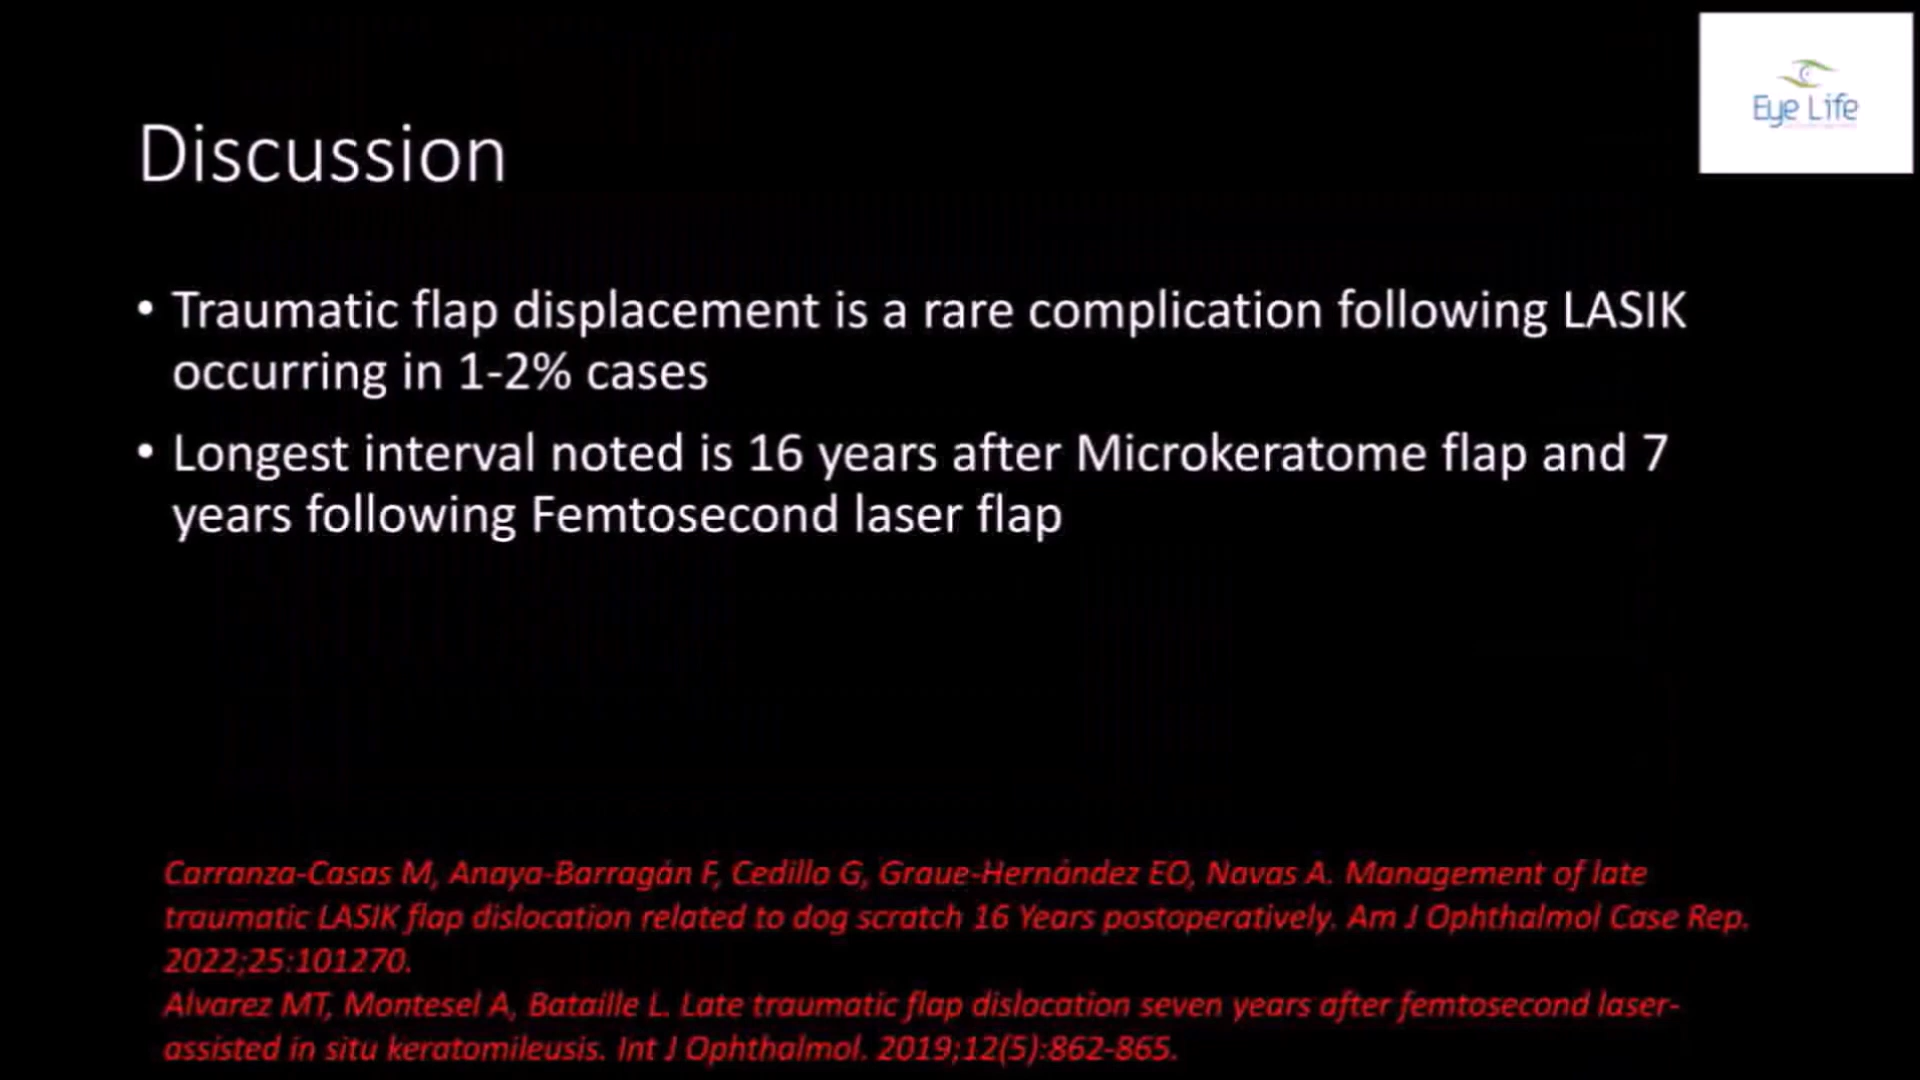 Eye Life
Discussion
• Traumatic flap displacement is a rare complication following LASIK
occurring in 1-2% cases
• Longest interval noted is 16 years after Microkeratome flap and 7
years following Femtosecond laser flap
Carranza-Casas M, Anaya-Barragán F, Cedillo G, Graue-Hernández EO, Navas A. Management of late
traumatic LASIK flap dislocation related to dog scratch 16 Years postoperatively. Am J Ophthalmol Case Rep.
2022;25:101270.
Alvarez MT, Montesel A, Bataille L. Late traumatic flap dislocation seven years after femtosecond laser-
assisted in situ keratomileusis. Int J Ophthalmol. 2019;12(5):862-865.